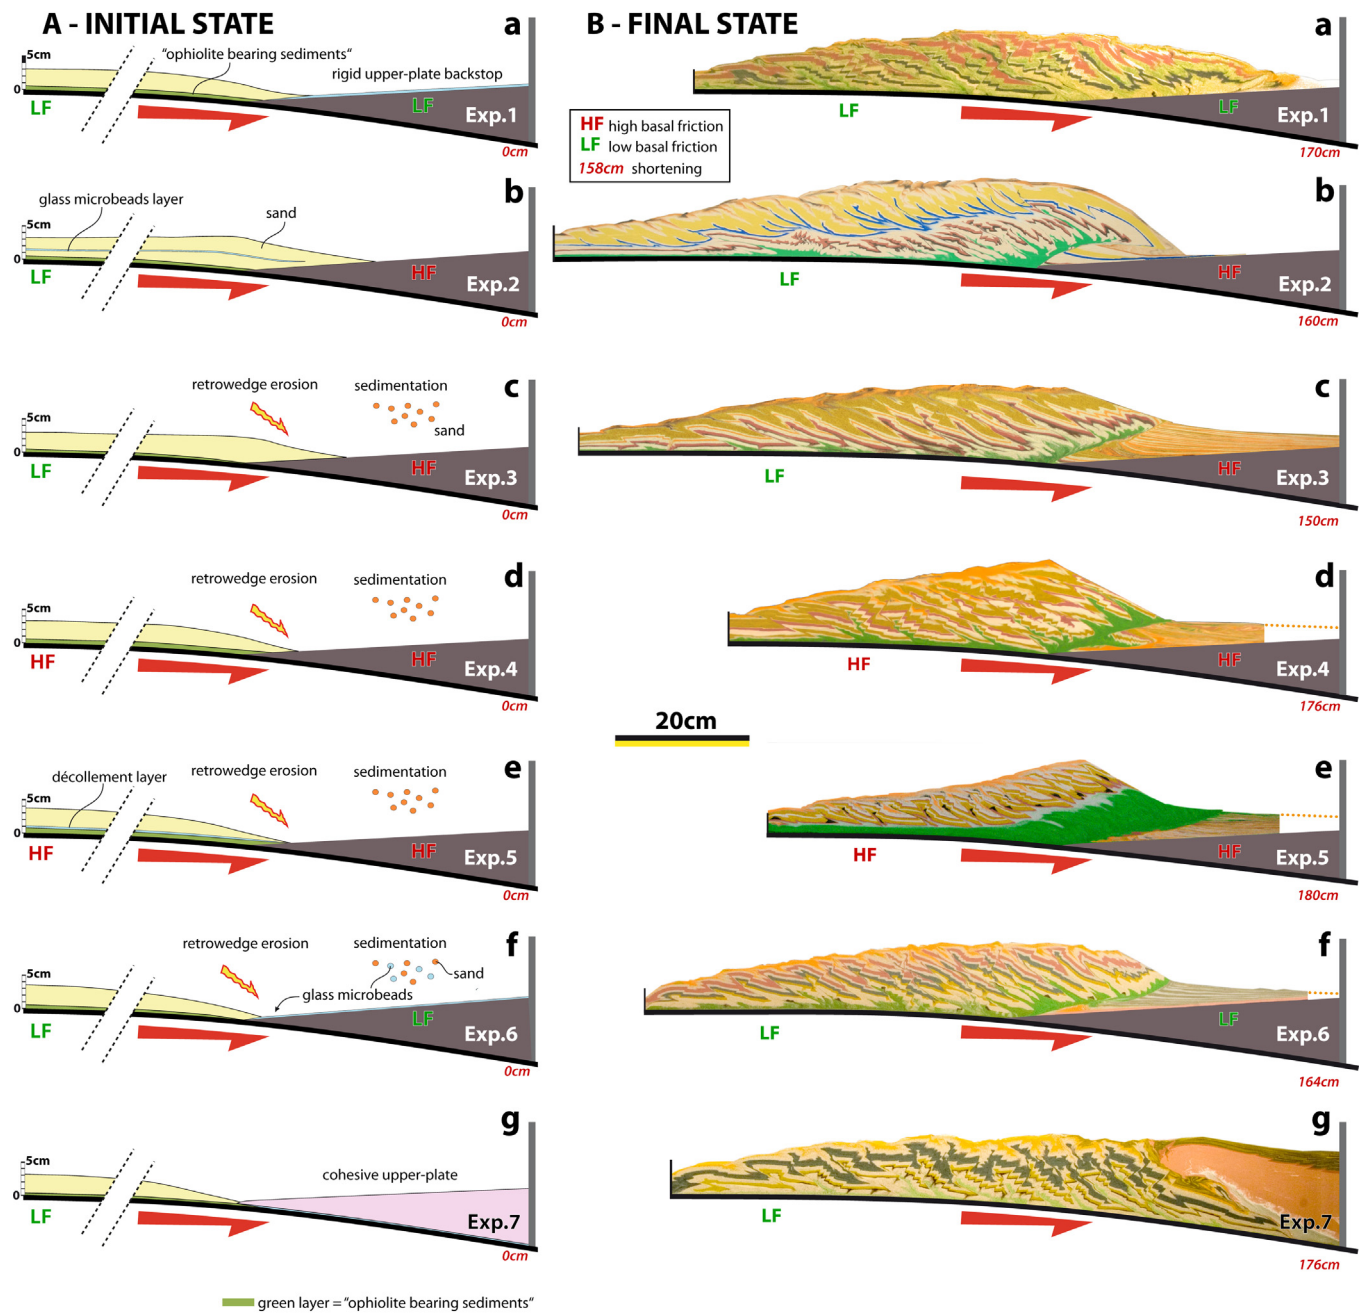 A - INITIAL STATE
a
5cm
0
"ophiolite bearing sediments"
rigid upper-plate backstop
LF
LF
Exp.1
0cm
b
glass microbeads layer
sand
5cm
0
LF
HF
Exp.2
0cm
c
retrowedge erosion
sedimentation
sand
5cm
0
LF
HF
Exp.3
0cm
d
retrowedge erosion
sedimentation
5cm
0
HF
HF
Exp.4
0cm
e
décollement layer
retrowedge erosion
sedimentation
5cm
0
HF
HF
Exp.5
0cm
f
retrowedge erosion
sedimentation
sand
glass microbeads
5cm
0
LF
LF
Exp.6
0cm
g
cohesive upper-plate
5cm
0
LF
Exp.7
0cm
green layer = "ophiolite bearing sediments"
B - FINAL STATE
a
LF
LF
Exp.1
170cm
HF high basal friction
LF low basal friction
158cm shortening
b
LF
HF
Exp.2
160cm
c
LF
HF
Exp.3
150cm
d
HF
HF
Exp.4
176cm
20cm
e
HF
HF
Exp.5
180cm
f
LF
LF
Exp.6
164cm
g
LF
Exp.7
176cm